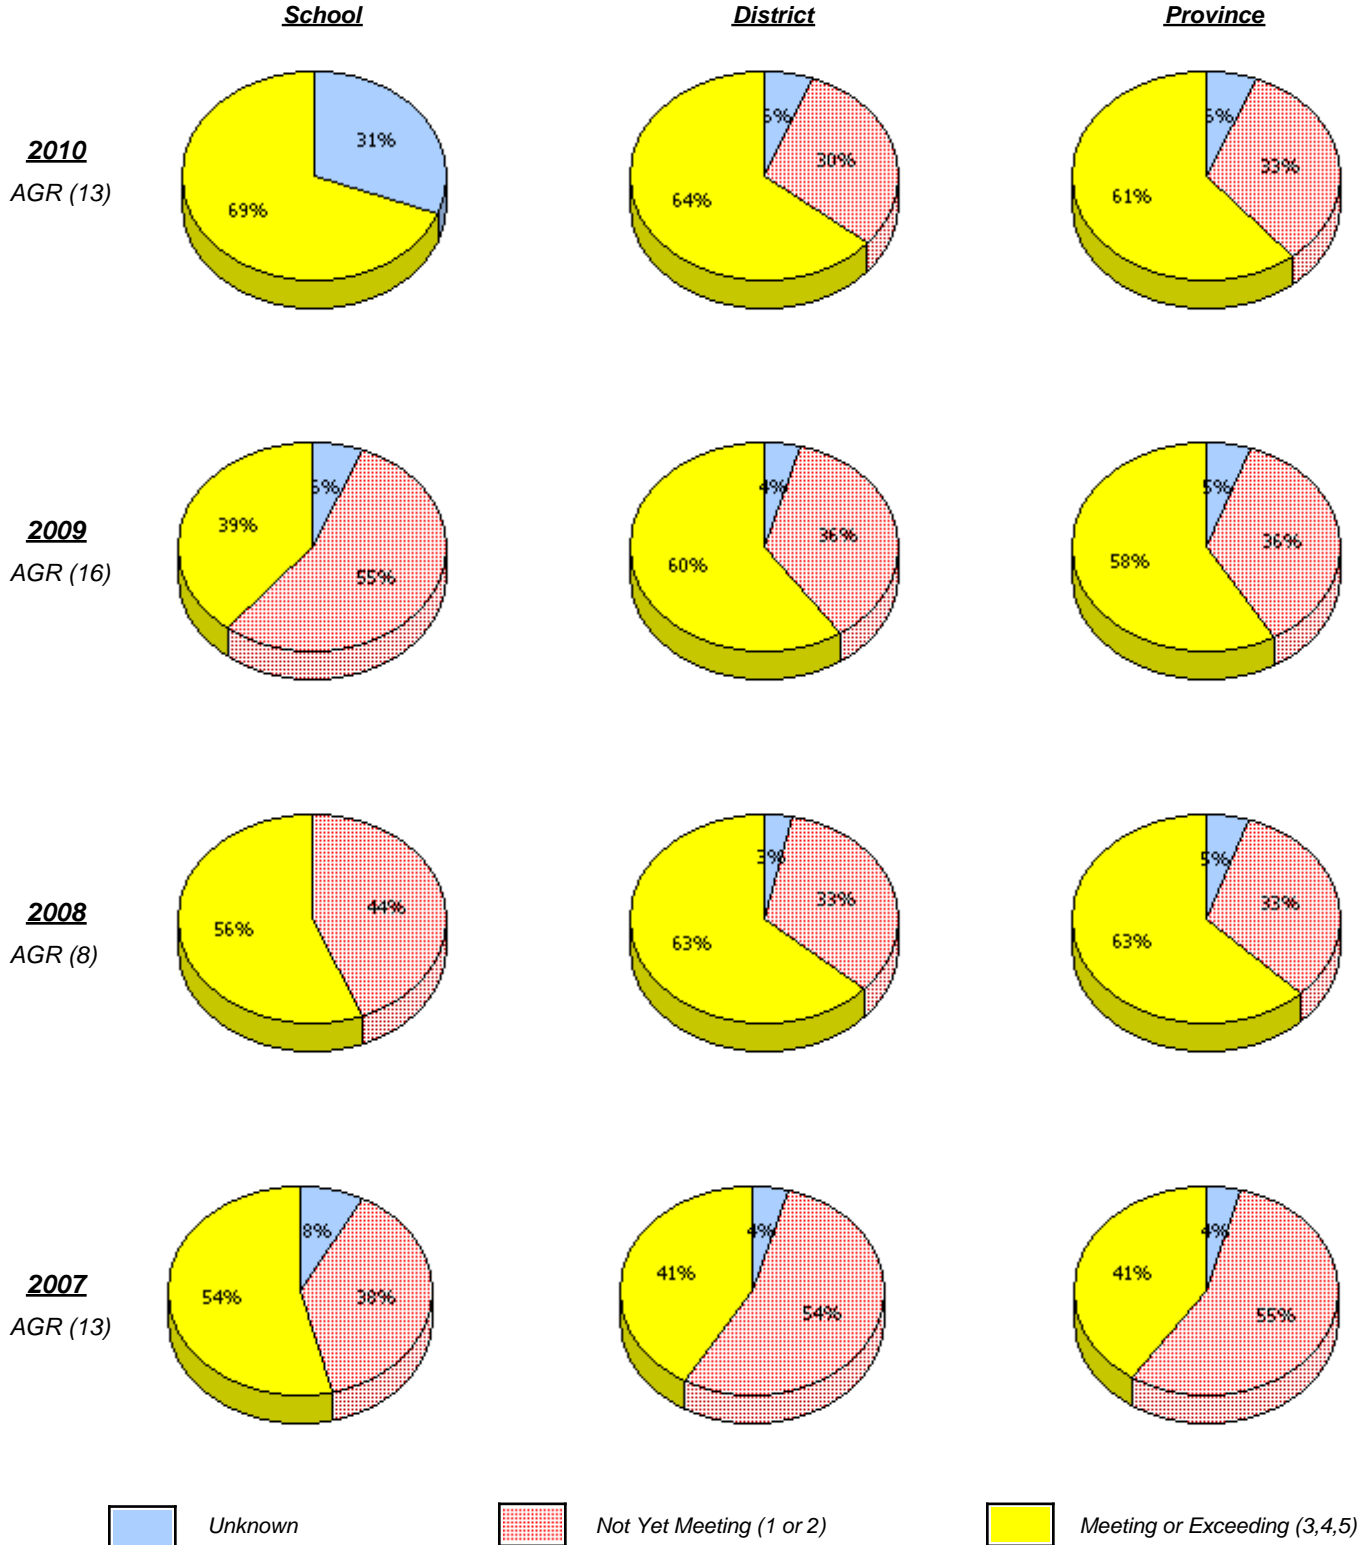 School District Province
2010
AGR (13)
31% 69%
30% 64%
33% 61%
2009
AGR (16)
55% 39%
4% 36% 60%
5% 36% 58%
2008
AGR (8)
44% 56%
3% 33% 63%
5% 33% 63%
2007
AGR (13)
8% 38% 54%
4% 54% 41%
4% 55% 41%
Unknown Not Yet Meeting (1 or 2) Meeting or Exceeding (3,4,5)